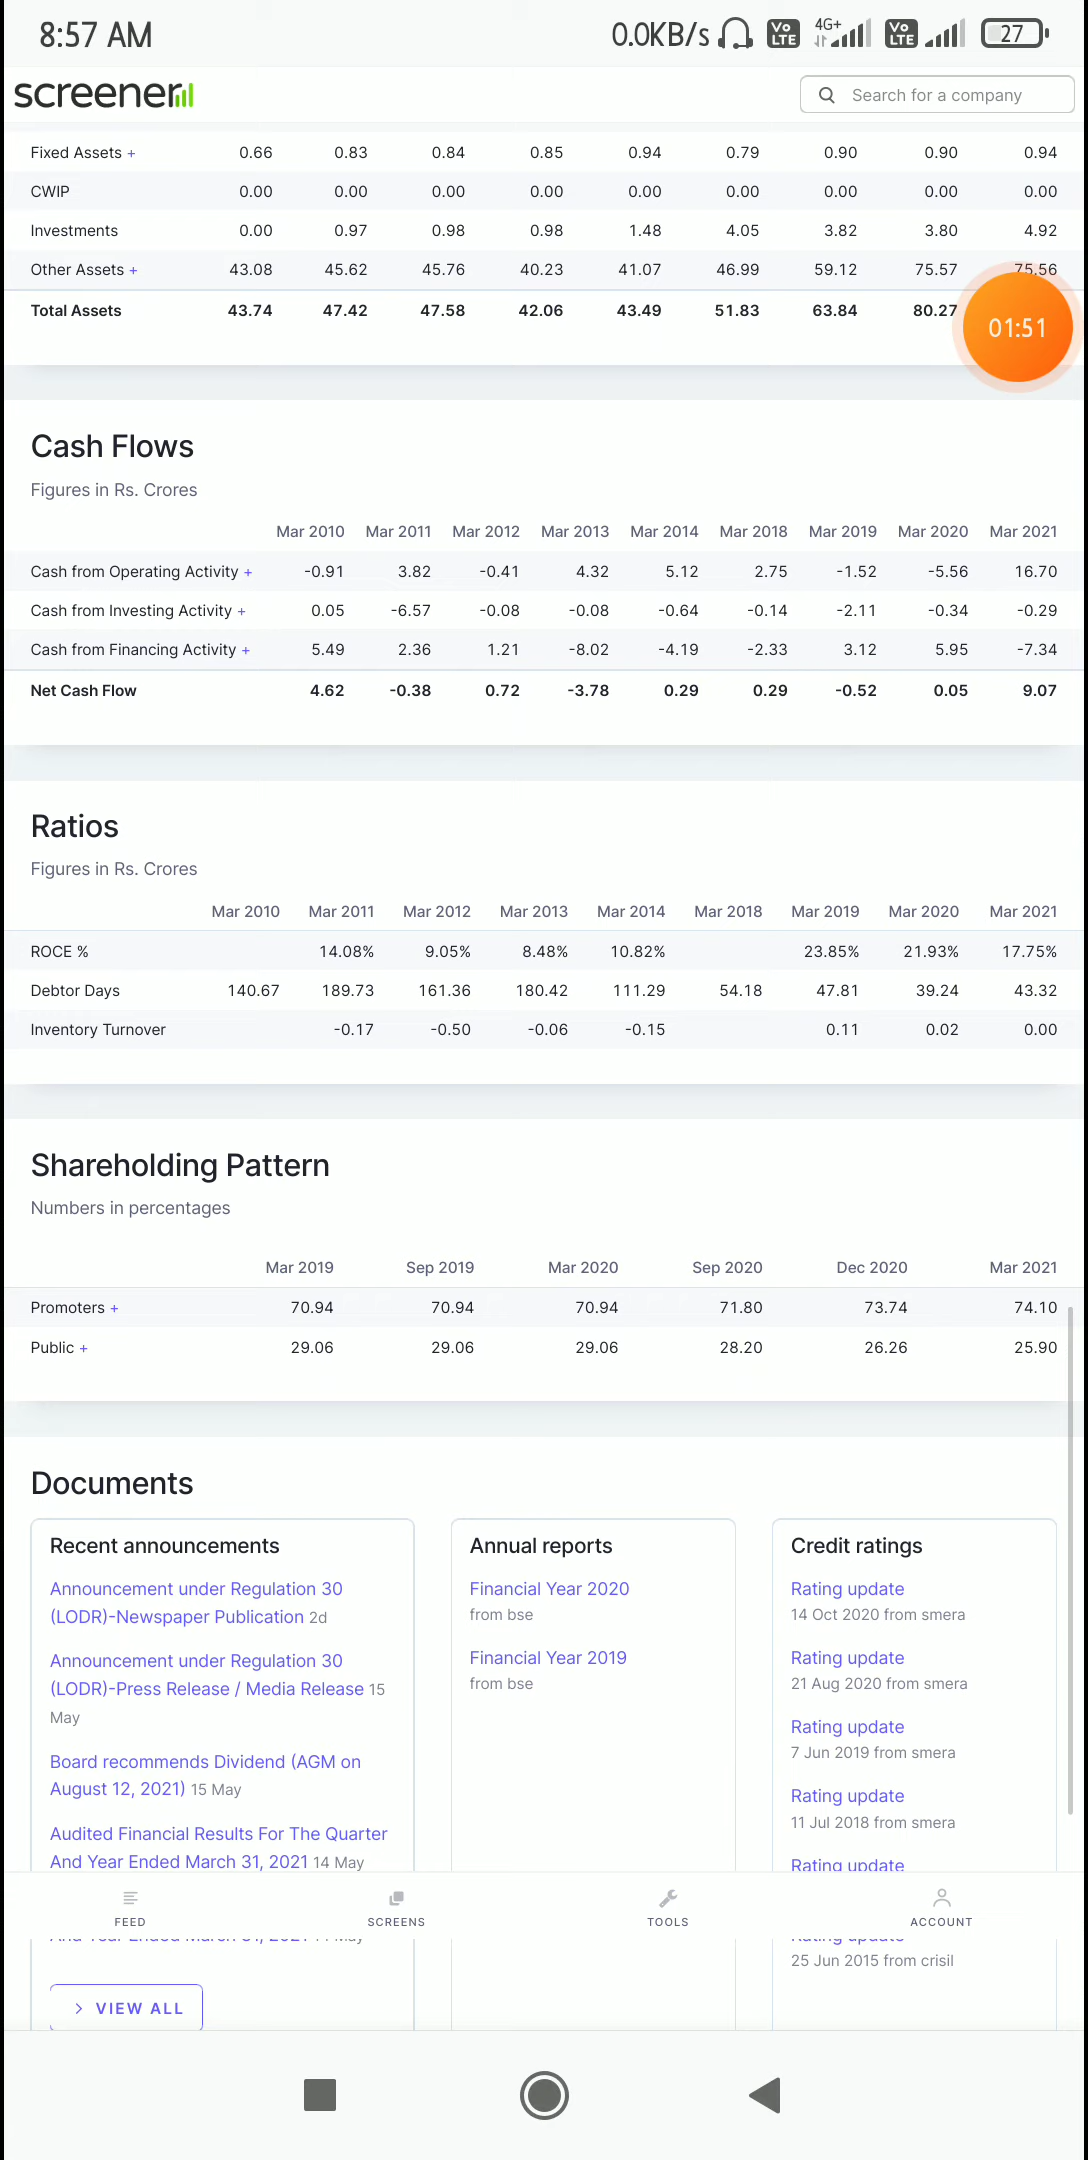 8:57 AM 0.0KB/s Vo LTE 4G+ Vo LTE 27
screener Search for a company
Fixed Assets + 0.66 0.83 0.84 0.85 0.94 0.79 0.90 0.90 0.94
CWIP 0.00 0.00 0.00 0.00 0.00 0.00 0.00 0.00 0.00
Investments 0.00 0.97 0.98 0.98 1.48 4.05 3.82 3.80 4.92
Other Assets + 43.08 45.62 45.76 40.23 41.07 46.99 59.12 75.57 75.56
Total Assets 43.74 47.42 47.58 42.06 43.49 51.83 63.84 80.27
01:51
Cash Flows
Figures in Rs. Crores
Mar 2010 Mar 2011 Mar 2012 Mar 2013 Mar 2014 Mar 2018 Mar 2019 Mar 2020 Mar 2021
Cash from Operating Activity + -0.91 3.82 -0.41 4.32 5.12 2.75 -1.52 -5.56 16.70
Cash from Investing Activity + 0.05 -6.57 -0.08 -0.08 -0.64 -0.14 -2.11 -0.34 -0.29
Cash from Financing Activity + 5.49 2.36 1.21 -8.02 -4.19 -2.33 3.12 5.95 -7.34
Net Cash Flow 4.62 -0.38 0.72 -3.78 0.29 0.29 -0.52 0.05 9.07
Ratios
Figures in Rs. Crores
Mar 2010 Mar 2011 Mar 2012 Mar 2013 Mar 2014 Mar 2018 Mar 2019 Mar 2020 Mar 2021
ROCE % 14.08% 9.05% 8.48% 10.82% 23.85% 21.93% 17.75%
Debtor Days 140.67 189.73 161.36 180.42 111.29 54.18 47.81 39.24 43.32
Inventory Turnover -0.17 -0.50 -0.06 -0.15 0.11 0.02 0.00
Shareholding Pattern
Numbers in percentages
Mar 2019 Sep 2019 Mar 2020 Sep 2020 Dec 2020 Mar 2021
Promoters + 70.94 70.94 70.94 71.80 73.74 74.10
Public + 29.06 29.06 29.06 28.20 26.26 25.90
Documents
Recent announcements
Announcement under Regulation 30
(LODR)-Newspaper Publication 2d
Announcement under Regulation 30
(LODR)-Press Release / Media Release 15
May
Board recommends Dividend (AGM on
August 12, 2021) 15 May
Audited Financial Results For The Quarter
And Year Ended March 31, 2021 14 May
Annual reports
Financial Year 2020
from bse
Financial Year 2019
from bse
Credit ratings
Rating update
14 Oct 2020 from smera
Rating update
21 Aug 2020 from smera
Rating update
7 Jun 2019 from smera
Rating update
11 Jul 2018 from smera
Rating update
FEED SCREENS TOOLS ACCOUNT
And Year Ended March 31, 2021 14 May
Rating update
25 Jun 2015 from crisil
VIEW ALL